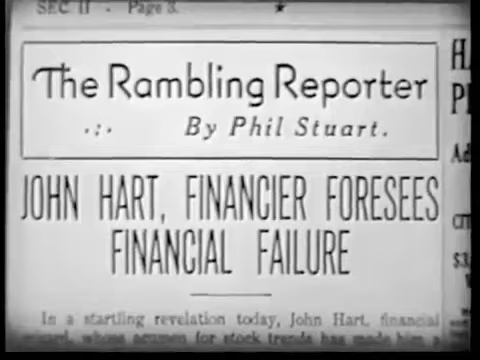 SEC II - Page 3.
The Rambling Reporter
.:. By Phil Stuart.
JOHN HART, FINANCIER FORESEES
FINANCIAL FAILURE
In a startling revelation today, John Hart, financial
whose acumen for stock trends has made him a